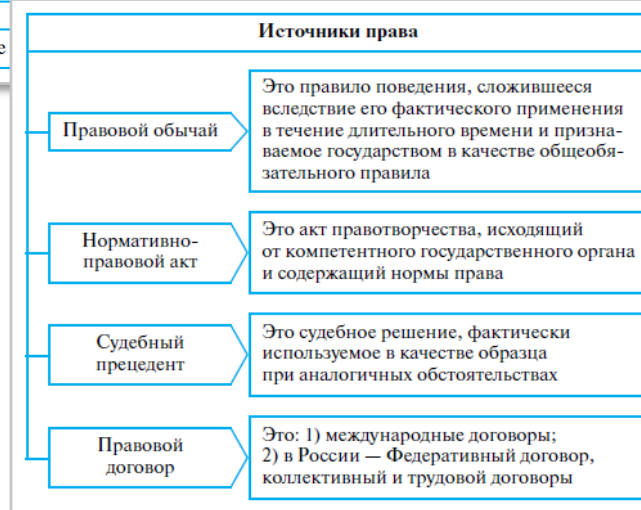 е
Источники права
Правовой обычай
Это правило поведения, сложившееся
вследствие его фактического применения
в течение длительного времени и призна-
ваемое государством в качестве общеобя-
зательного правила
Нормативно-
правовой акт
Это акт правотворчества, исходящий
от компетентного государственного органа
и содержащий нормы права
Судебный
прецедент
Это судебное решение, фактически
используемое в качестве образца
при аналогичных обстоятельствах
Правовой
договор
Это: 1) международные договоры;
2) в России — Федеративный договор,
коллективный и трудовой договоры